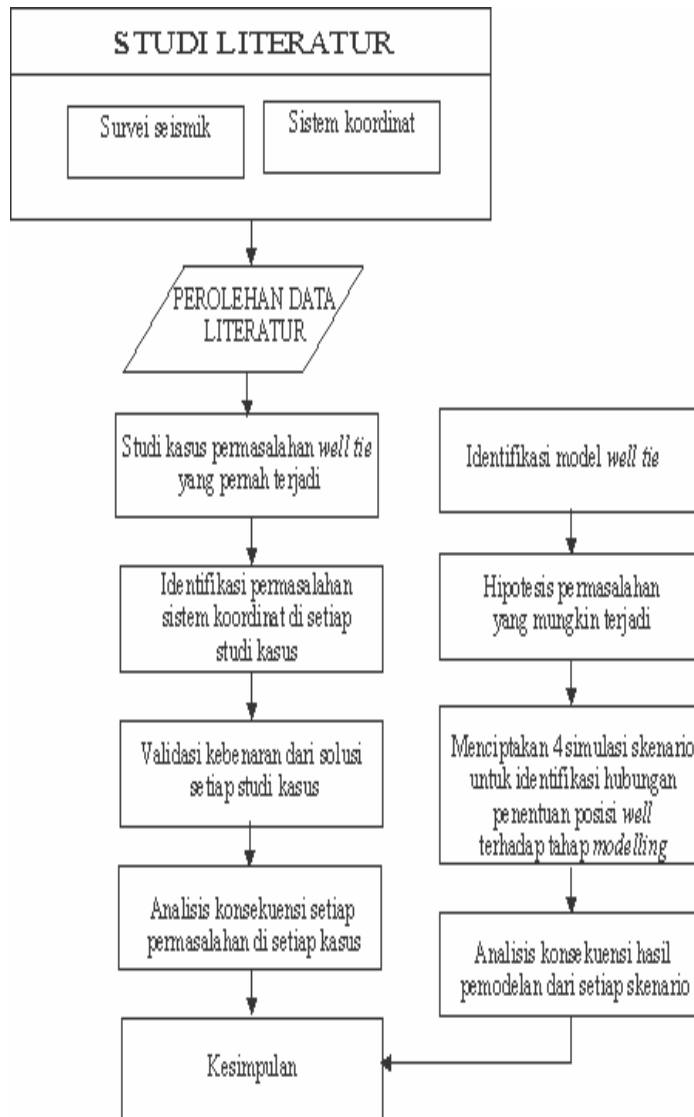 STUDI LITERATUR
Survei seismik
Sistem koordinat
PEROLEHAN DATA
LITERATUR
Studi kasus permasalahan well tie
yang pernah terjadi
Identifikasi permasalahan
sistem koordinat di setiap
studi kasus
Validasi kebenaran dari solusi
setiap studi kasus
Analisis konsekuensi setiap
permasalahan di setiap kasus
Identifikasi model well tie
Hipotesis permasalahan
yang mungkin terjadi
Menciptakan 4 simulasi skenario
untuk identifikasi hubungan
penentuan posisi well
terhadap tahap modelling
Analisis konsekuensi hasil
pemodelan dari setiap skenario
Kesimpulan